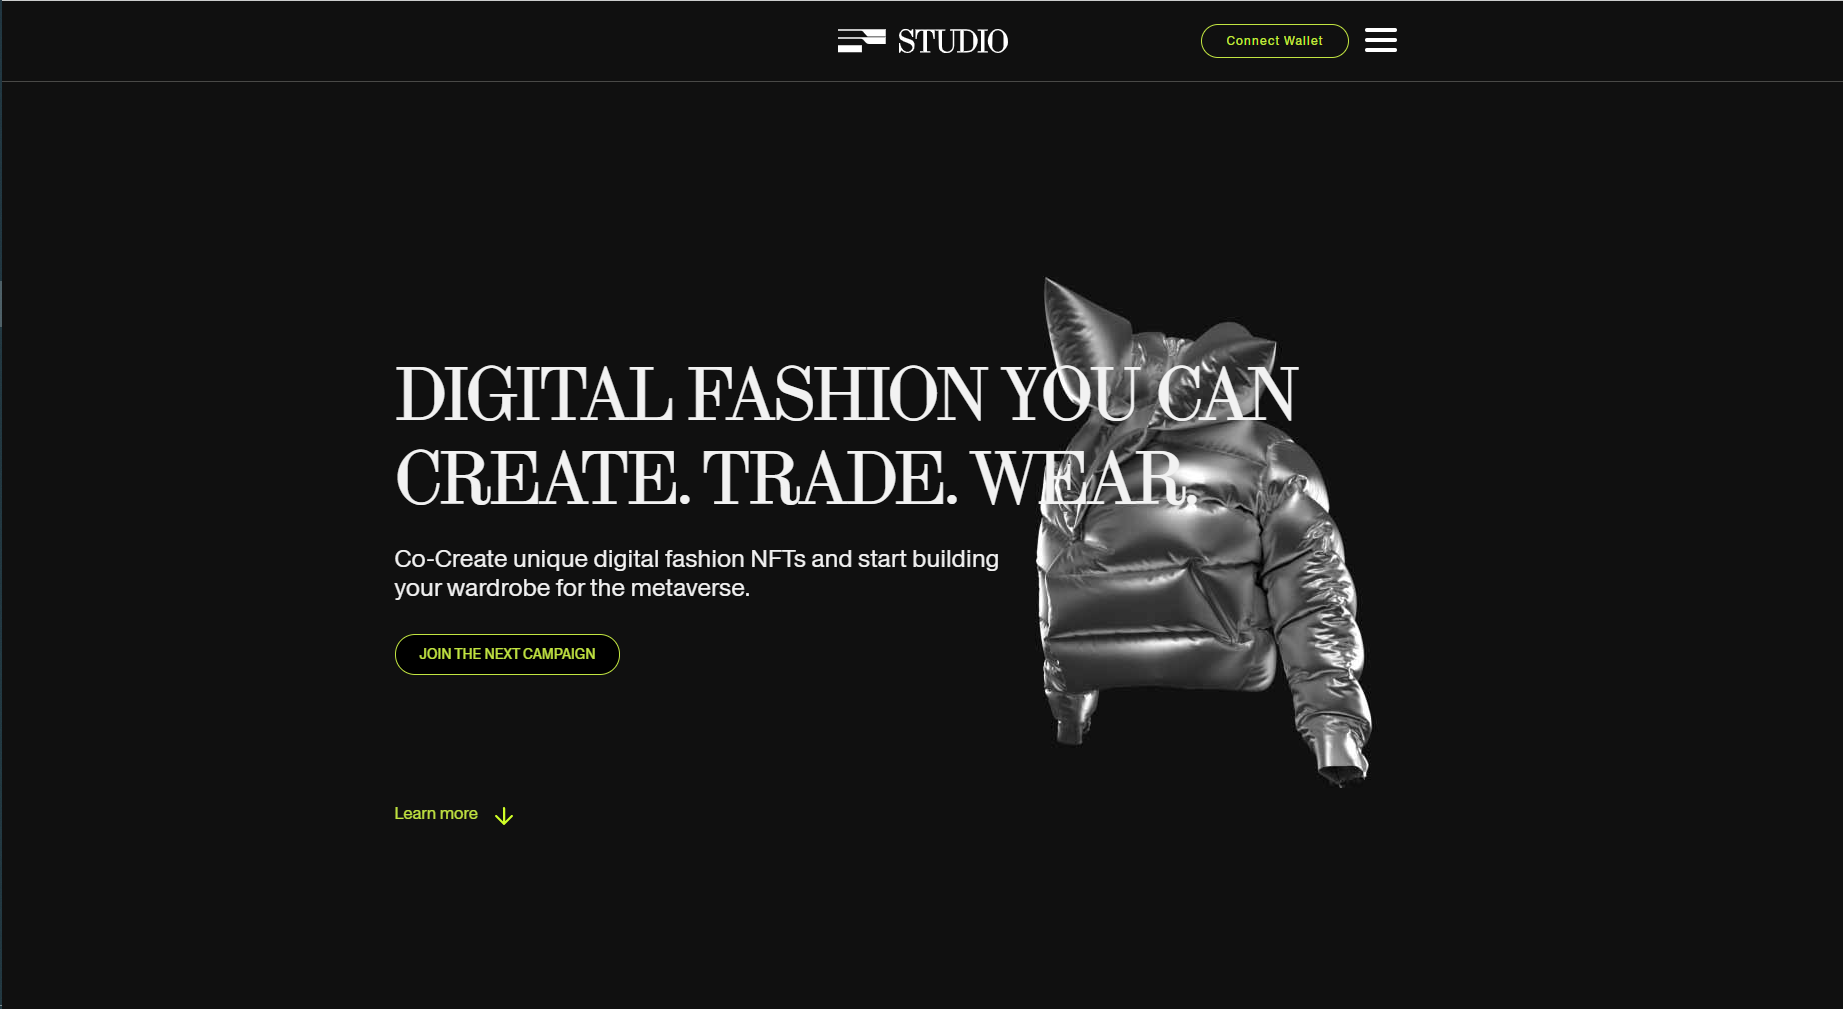 STUDIO
Connect Wallet
DIGITAL FASHION YOU CAN
CREATE. TRADE. WEAR.
Co-Create unique digital fashion NFTs and start building
your wardrobe for the metaverse.
JOIN THE NEXT CAMPAIGN
Learn more